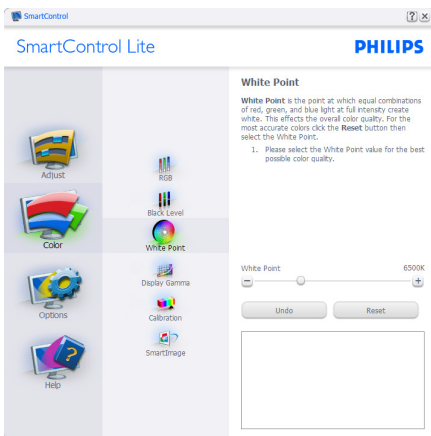 SmartControl
SmartControl Lite
PHILIPS
Adjust
Color
Options
Help
RGB
Black Level
White Point
Display Gamma
Calibration
SmartImage
White Point
White Point is the point at which equal combinations
of red, green, and blue light at full intensity create
white. This effects the overall color quality. For the
most accurate colors click the Reset button then
select the White Point.
1. Please select the White Point value for the best
possible color quality.
White Point 6500K
Undo Reset